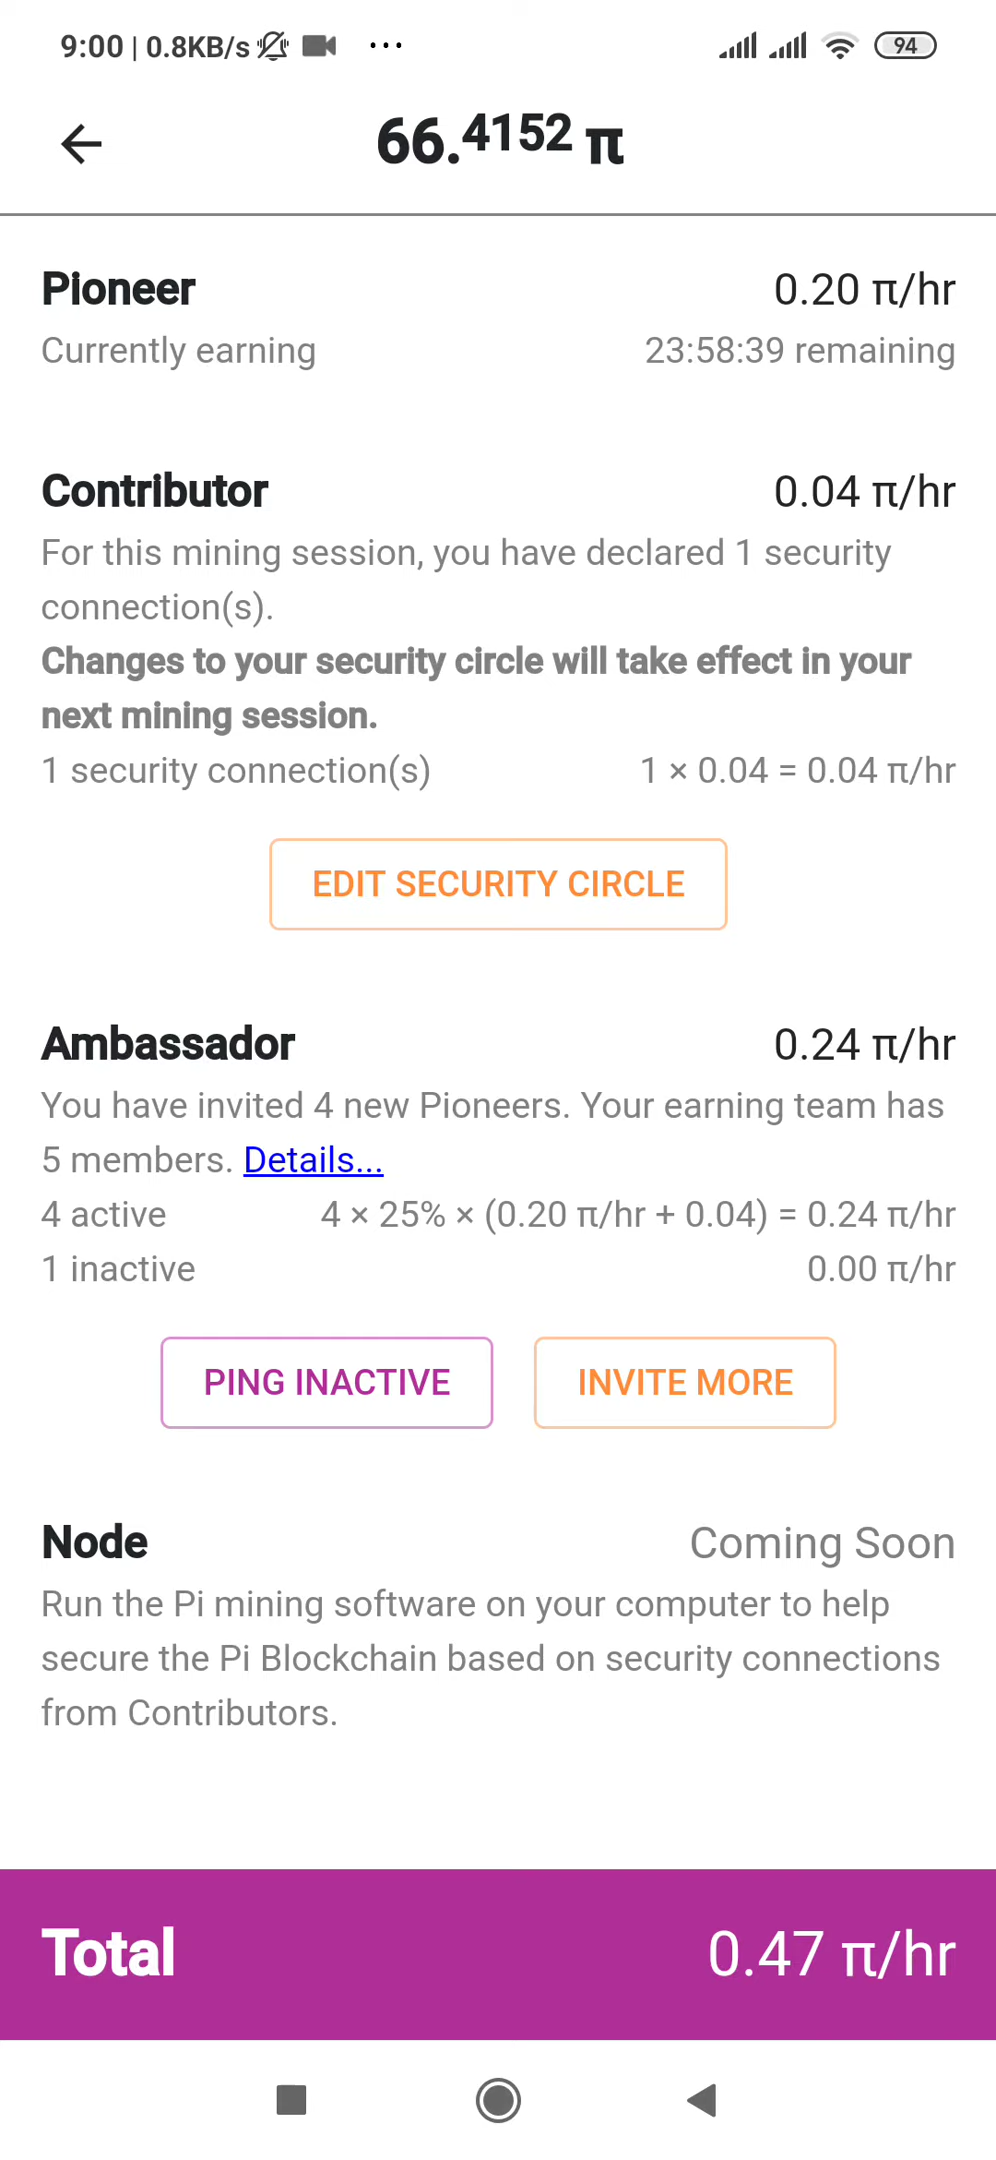 9:00 | 0.8KB/s ... 94
66.4152 π
Pioneer 0.20 π/hr
Currently earning 23:58:39 remaining
Contributor 0.04 π/hr
For this mining session, you have declared 1 security
connection(s).
Changes to your security circle will take effect in your
next mining session.
1 security connection(s) 1 × 0.04 = 0.04 π/hr
EDIT SECURITY CIRCLE
Ambassador 0.24 π/hr
You have invited 4 new Pioneers. Your earning team has
5 members. Details...
4 active 4 × 25% × (0.20 π/hr + 0.04) = 0.24 π/hr
1 inactive 0.00 π/hr
PING INACTIVE INVITE MORE
Node Coming Soon
Run the Pi mining software on your computer to help
secure the Pi Blockchain based on security connections
from Contributors.
Total 0.47 π/hr